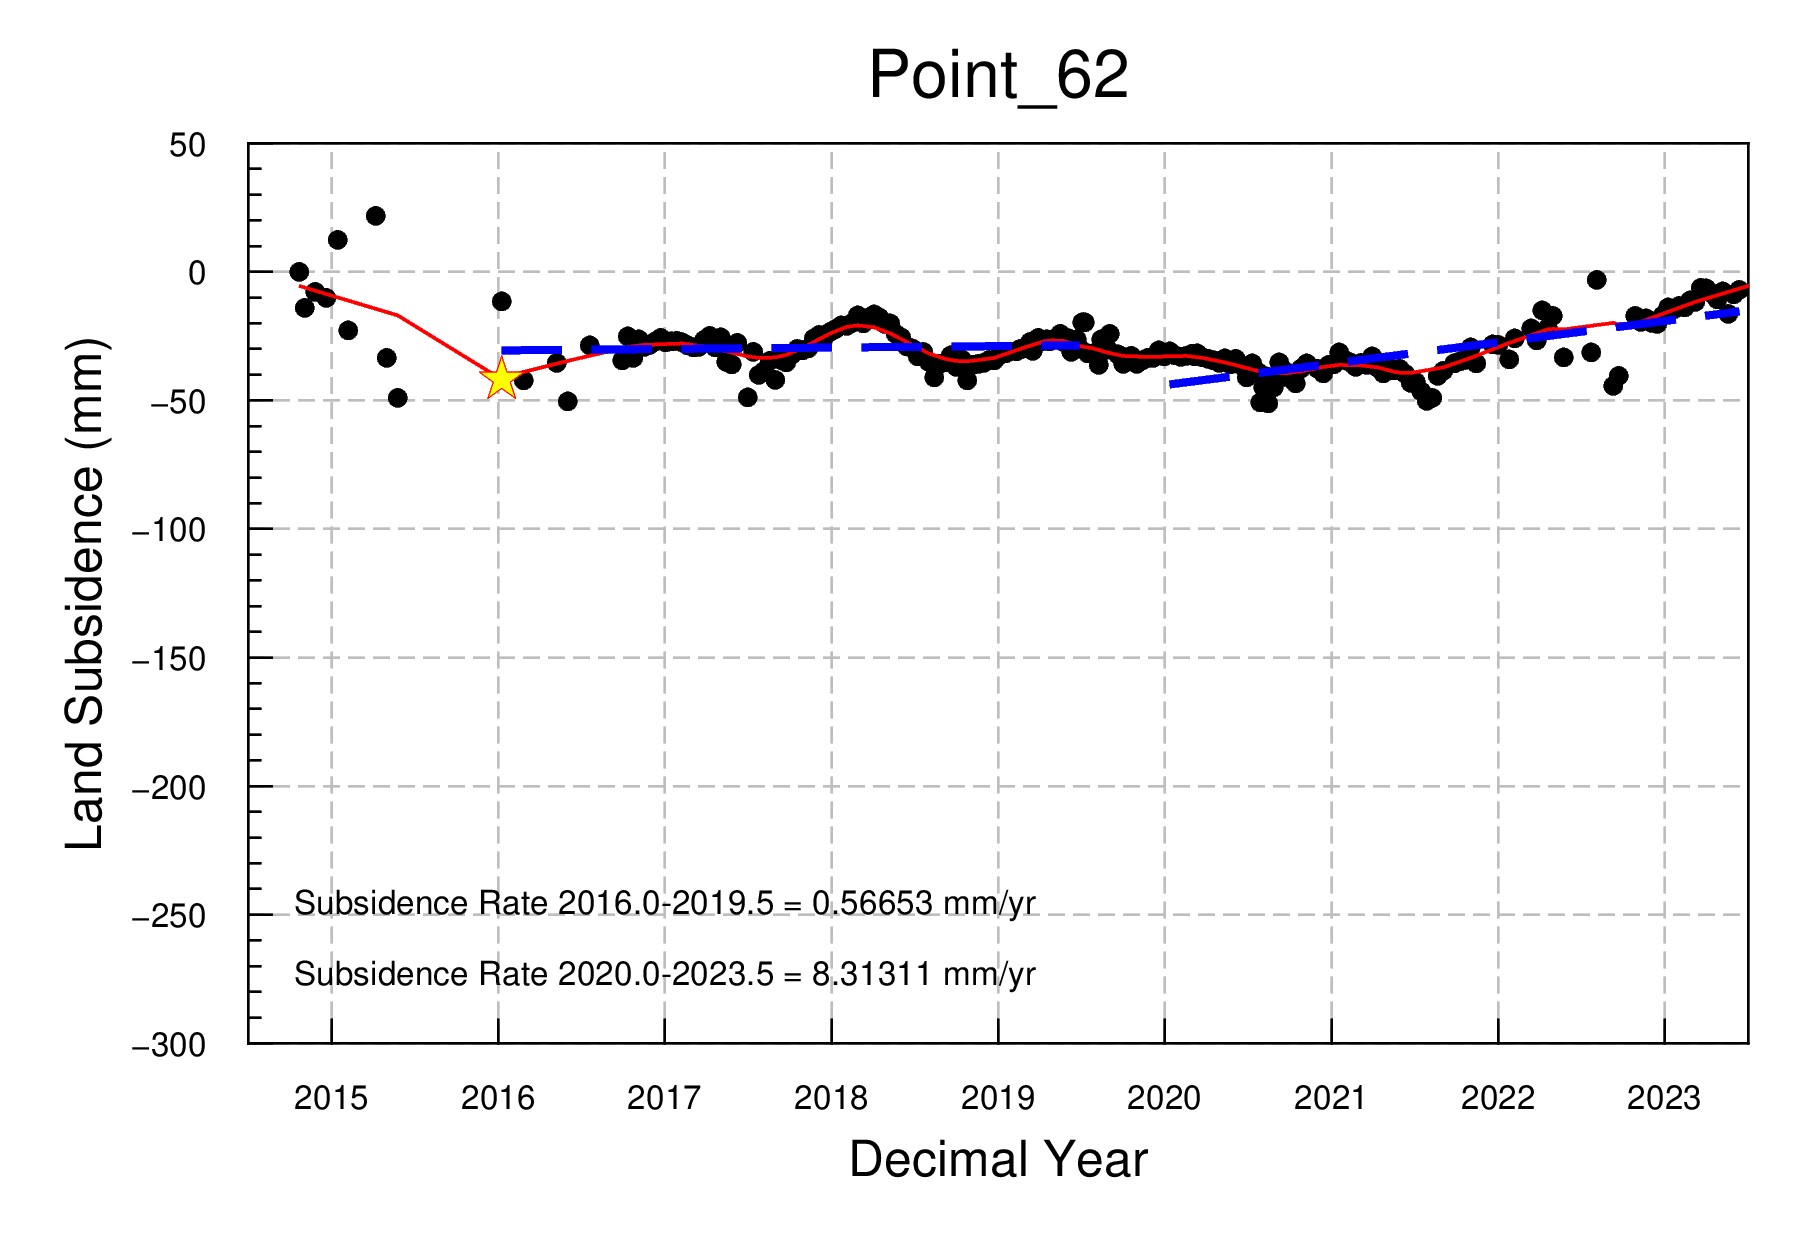 Point_62
50
0
−50
−100
−150
−200
−250
−300
Land Subsidence (mm)
Subsidence Rate 2016.0-2019.5 = 0.56653 mm/yr
Subsidence Rate 2020.0-2023.5 = 8.31311 mm/yr
2015 2016 2017 2018 2019 2020 2021 2022 2023
Decimal Year